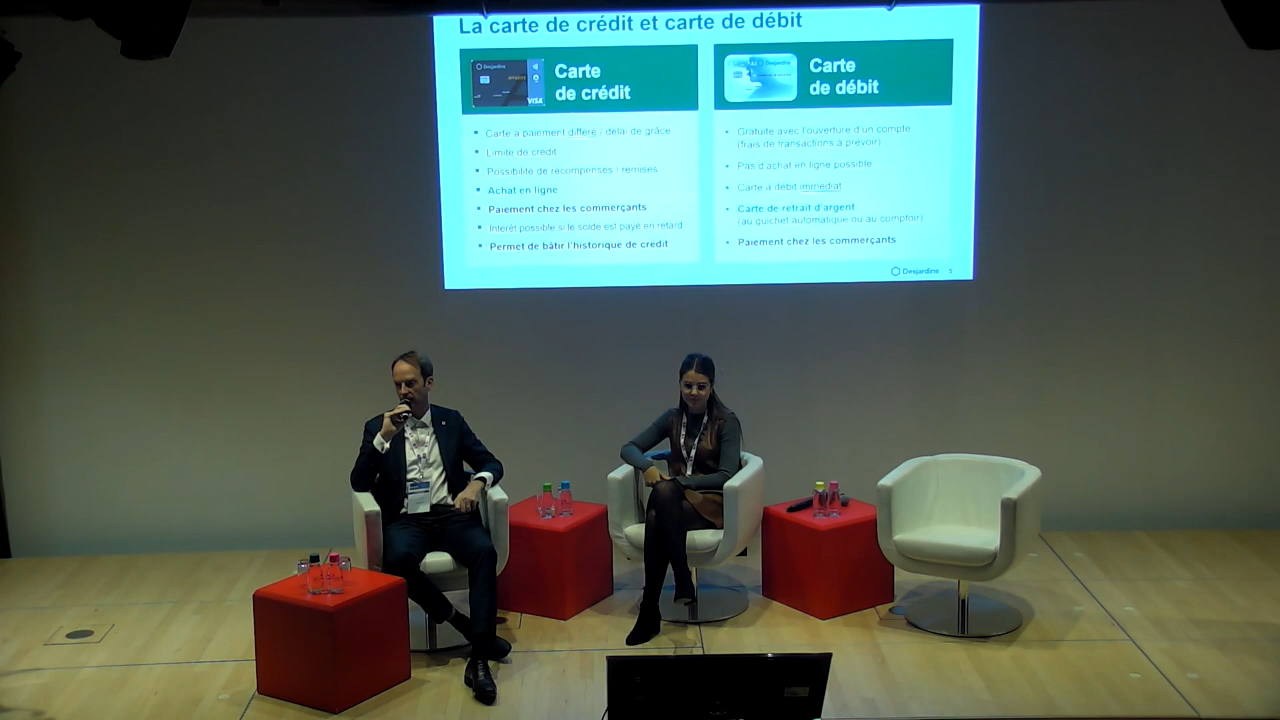 La carte de crédit et carte de débit
Desjardins
VISA
Carte
de crédit
Carte à paiement différé / délai de grâce
Limite de crédit
Possibilité de récompenses / remises
Achat en ligne
Paiement chez les commerçants
Intérêt possible si le solde est payé en retard
Permet de bâtir l'historique de crédit
Desjardins
Carte
de débit
Gratuite avec l'ouverture d'un compte
(frais de transactions à prévoir)
Pas d'achat en ligne possible
Carte à débit immédiat
Carte de retrait d'argent
(au guichet automatique ou au comptoir)
Paiement chez les commerçants
Desjardins 5